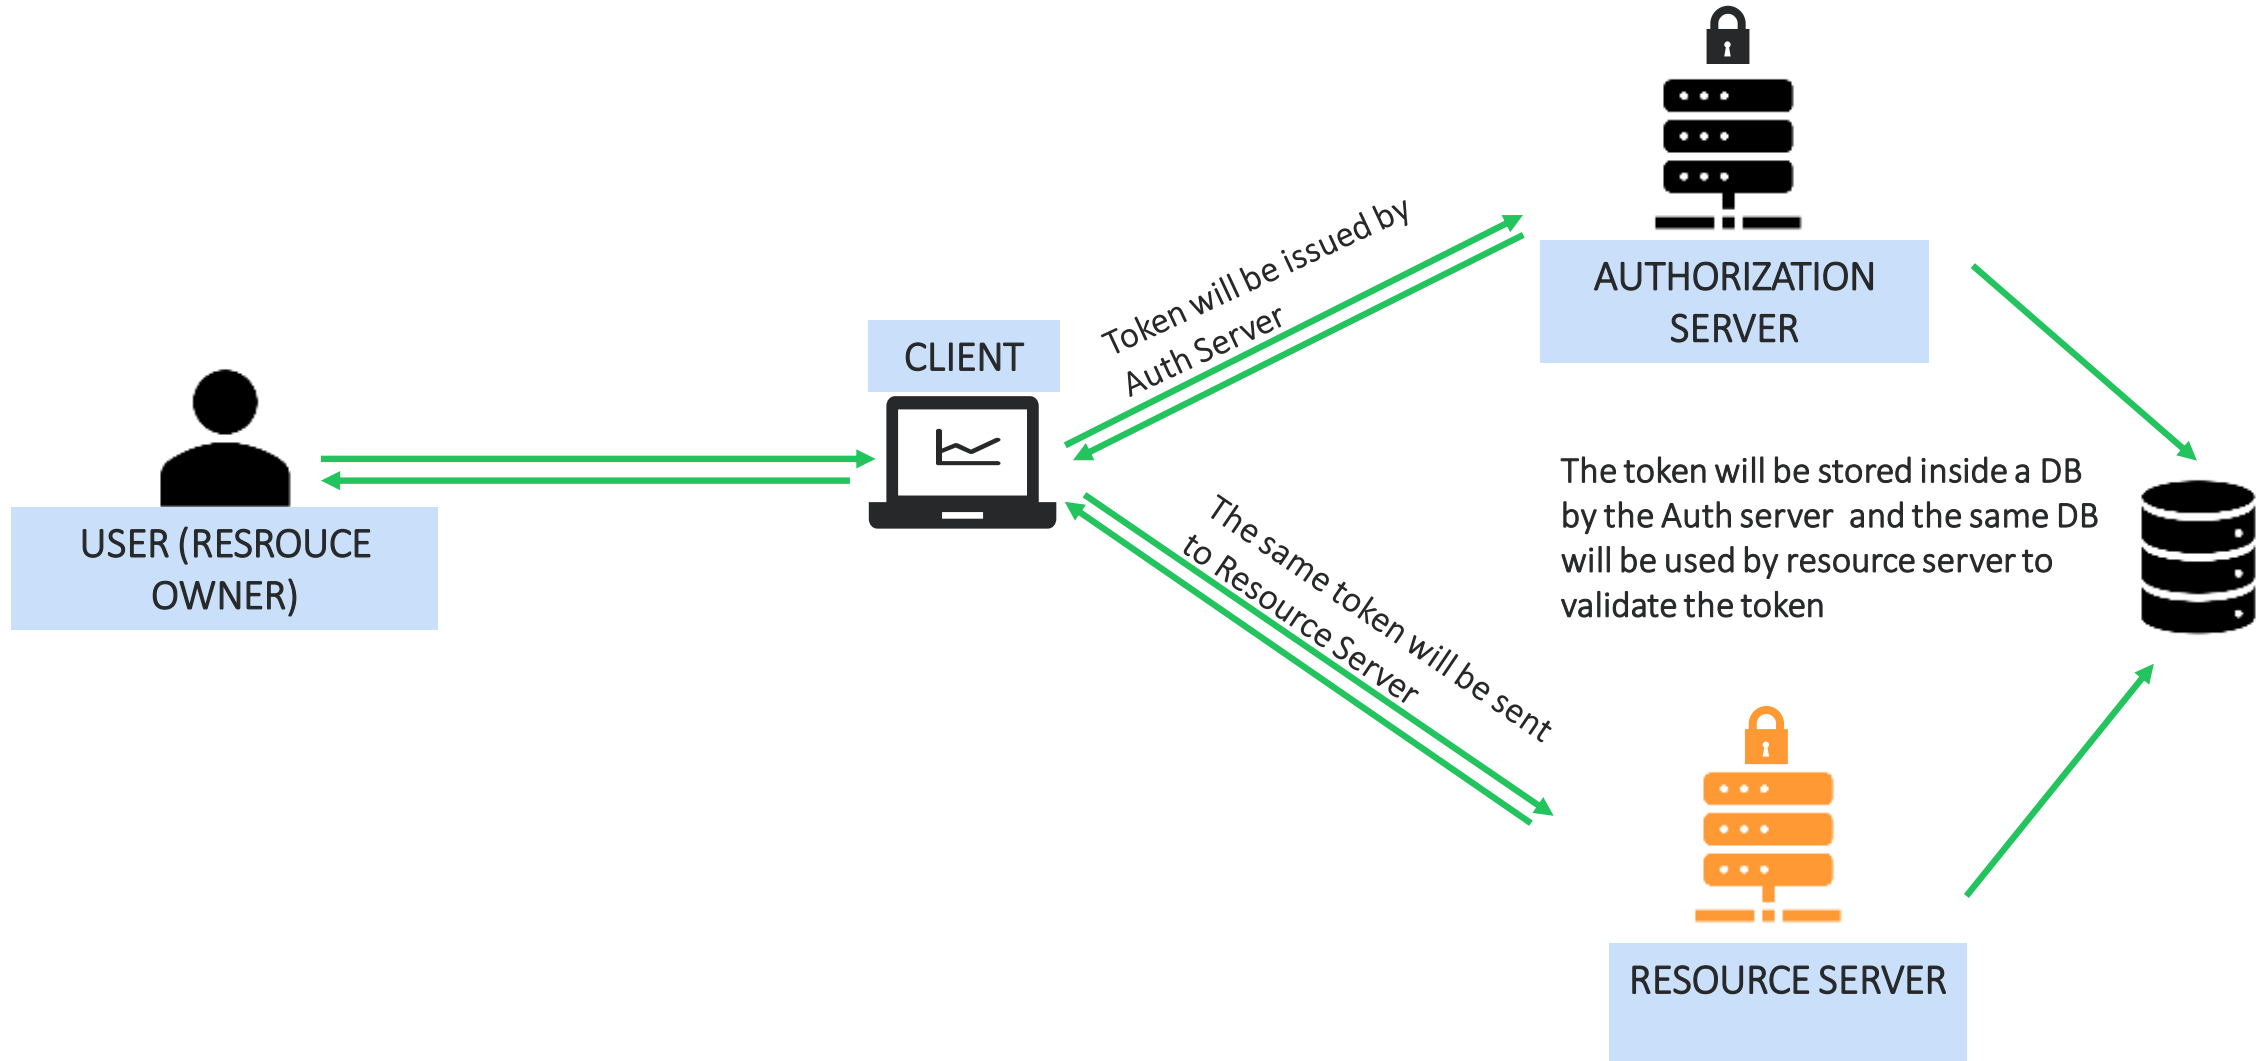 AUTHORIZATION
SERVER
Token will be issued by
Auth Server
CLIENT
USER (RESROUCE
OWNER)
The token will be stored inside a DB
by the Auth server  and the same DB
will be used by resource server to
validate the token
The same token will be sent
to Resource Server
RESOURCE SERVER